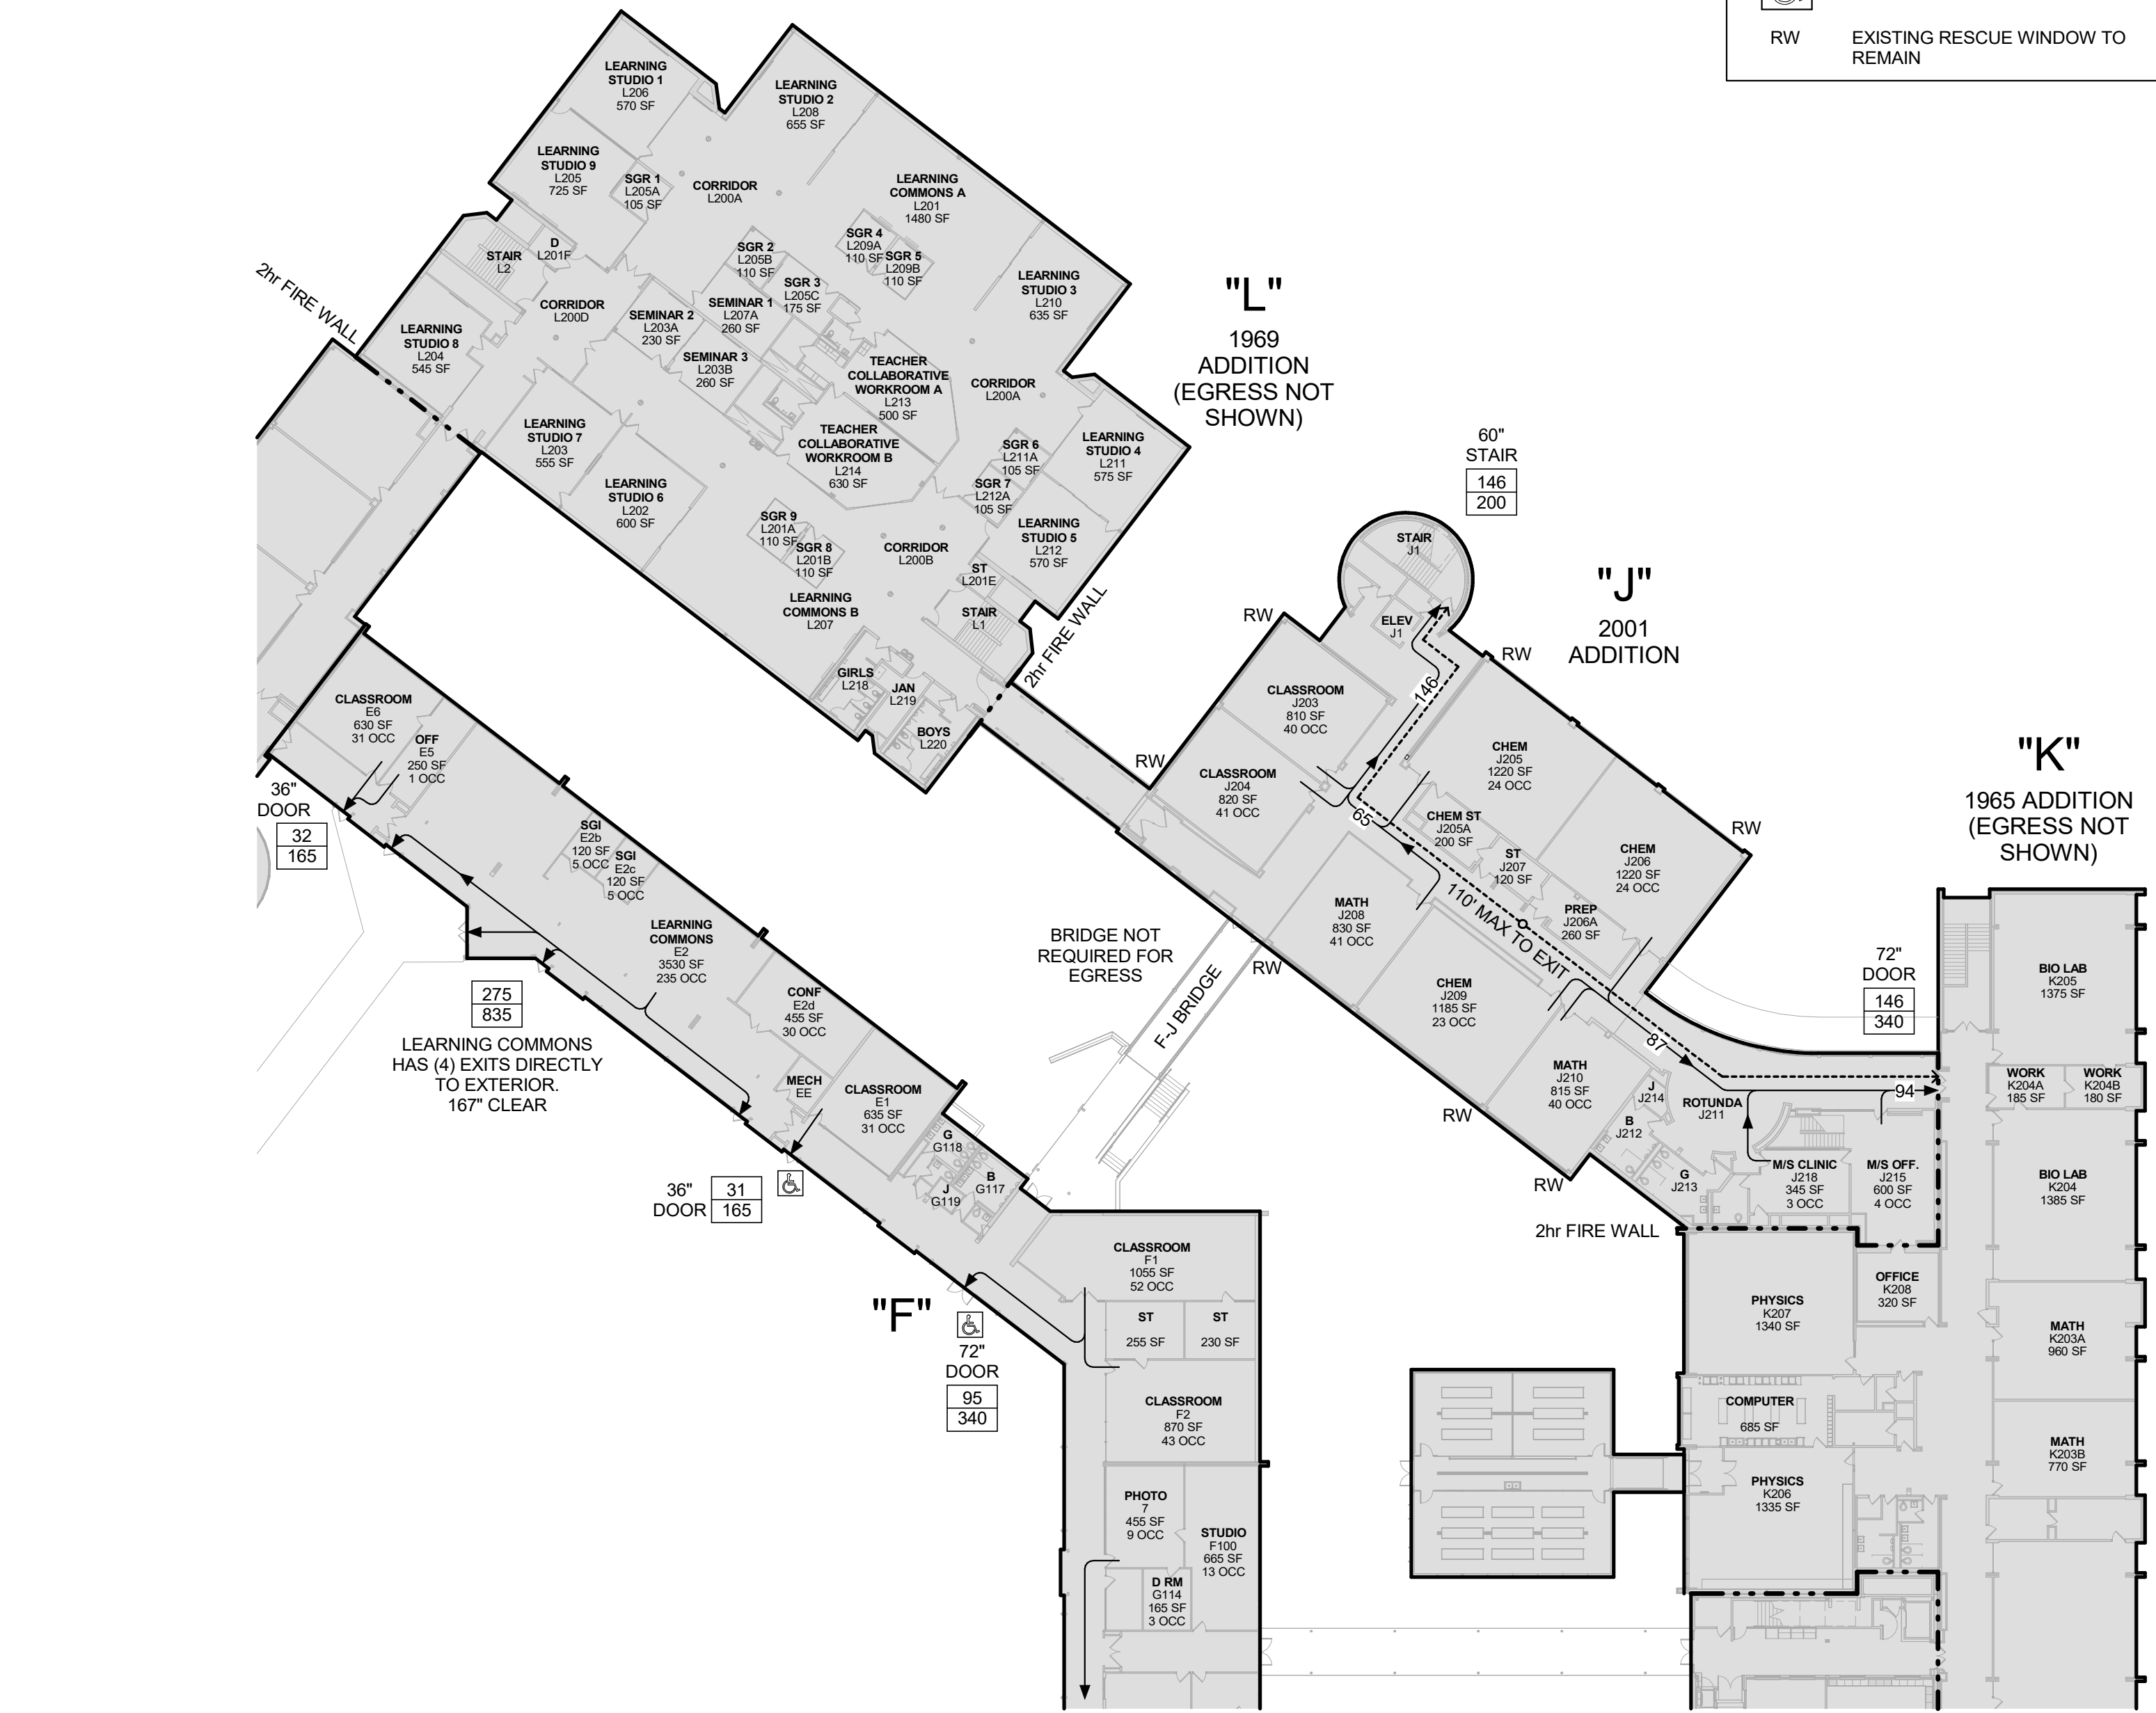 RW
EXISTING RESCUE WINDOW TO
REMAIN
LEARNING
STUDIO 1
L206
570 SF
LEARNING
STUDIO 2
L208
655 SF
LEARNING
STUDIO 9
L205
725 SF
SGR 1
L205A
105 SF
CORRIDOR
L200A
LEARNING
COMMONS A
L201
1480 SF
SGR 4
L209A
110 SF
SGR 5
L209B
110 SF
D
L201F
STAIR
L2
SGR 2
L205B
110 SF
SGR 3
L205C
175 SF
LEARNING
STUDIO 3
L210
635 SF
2hr FIRE WALL
CORRIDOR
L200D
SEMINAR 1
L207A
260 SF
SEMINAR 2
L203A
230 SF
SEMINAR 3
L203B
260 SF
LEARNING
STUDIO 8
L204
545 SF
TEACHER
COLLABORATIVE
WORKROOM A
L213
500 SF
CORRIDOR
L200A
"L"
1969
ADDITION
(EGRESS NOT
SHOWN)
LEARNING
STUDIO 7
L203
555 SF
TEACHER
COLLABORATIVE
WORKROOM B
L214
630 SF
SGR 6
L211A
105 SF
LEARNING
STUDIO 4
L211
575 SF
SGR 7
L212A
105 SF
LEARNING
STUDIO 6
L202
600 SF
SGR 9
L201A
110 SF
SGR 8
L201B
110 SF
CORRIDOR
L200B
LEARNING
STUDIO 5
L212
570 SF
ST
L201E
LEARNING
COMMONS B
L207
STAIR
L1
2hr FIRE WALL
GIRLS
L218
JAN
L219
BOYS
L220
60"
STAIR
146
200
STAIR
J1
ELEV
J1
"J"
2001
ADDITION
RW
RW
RW
RW
CLASSROOM
J203
810 SF
40 OCC
146
CLASSROOM
J204
820 SF
41 OCC
65
CHEM
J205
1220 SF
24 OCC
CHEM ST
J205A
200 SF
ST
J207
120 SF
CHEM
J206
1220 SF
24 OCC
PREP
J206A
260 SF
110' MAX TO EXIT
MATH
J208
830 SF
41 OCC
CHEM
J209
1185 SF
23 OCC
MATH
J210
815 SF
40 OCC
87
94
J
J214
B
J212
ROTUNDA
J211
G
J213
M/S CLINIC
J218
345 SF
3 OCC
M/S OFF.
J215
600 SF
4 OCC
RW
RW
RW
2hr FIRE WALL
72"
DOOR
146
340
"K"
1965 ADDITION
(EGRESS NOT
SHOWN)
BIO LAB
K205
1375 SF
WORK
K204A
185 SF
WORK
K204B
180 SF
BIO LAB
K204
1385 SF
OFFICE
K208
320 SF
PHYSICS
K207
1340 SF
MATH
K203A
960 SF
COMPUTER
685 SF
MATH
K203B
770 SF
PHYSICS
K206
1335 SF
CLASSROOM
E6
630 SF
31 OCC
OFF
E5
250 SF
1 OCC
36"
DOOR
32
165
SGI
E2b
120 SF
5 OCC
SGI
E2c
120 SF
5 OCC
LEARNING
COMMONS
E2
3530 SF
235 OCC
CONF
E2d
455 SF
30 OCC
MECH
EE
CLASSROOM
E1
635 SF
31 OCC
275
835
LEARNING COMMONS
HAS (4) EXITS DIRECTLY
TO EXTERIOR.
167" CLEAR
BRIDGE NOT
REQUIRED FOR
EGRESS
F-J BRIDGE
36"
DOOR
31
165
G
G118
B
G117
J
G119
"F"
72"
DOOR
95
340
CLASSROOM
F1
1055 SF
52 OCC
ST
255 SF
ST
230 SF
CLASSROOM
F2
870 SF
43 OCC
PHOTO
7
455 SF
9 OCC
STUDIO
F100
665 SF
13 OCC
D RM
G114
165 SF
3 OCC